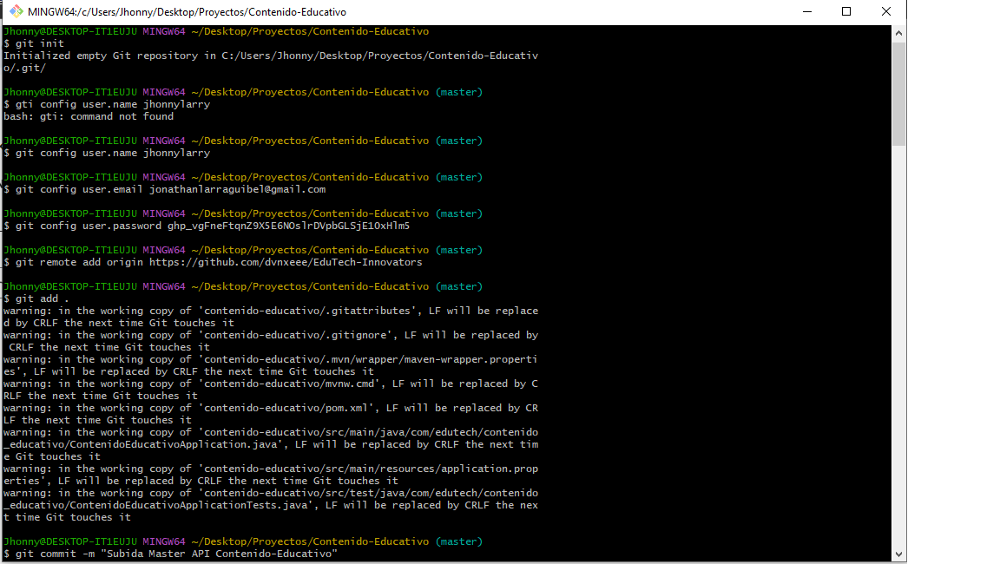 MINGW64:/c/Users/Jhonny/Desktop/Proyectos/Contenido-Educativo
Jhonny@DESKTOP-IT1EUJU MINGW64 ~/Desktop/Proyectos/Contenido-Educativo
$ git init
Initialized empty Git repository in C:/Users/Jhonny/Desktop/Proyectos/Contenido-Educativ
o/.git/
Jhonny@DESKTOP-IT1EUJU MINGW64 ~/Desktop/Proyectos/Contenido-Educativo (master)
$ gti config user.name jhonnylarry
bash: gti: command not found
Jhonny@DESKTOP-IT1EUJU MINGW64 ~/Desktop/Proyectos/Contenido-Educativo (master)
$ git config user.name jhonnylarry
Jhonny@DESKTOP-IT1EUJU MINGW64 ~/Desktop/Proyectos/Contenido-Educativo (master)
$ git config user.email jonathanlarraguibel@gmail.com
Jhonny@DESKTOP-IT1EUJU MINGW64 ~/Desktop/Proyectos/Contenido-Educativo (master)
$ git config user.password
Jhonny@DESKTOP-IT1EUJU MINGW64 ~/Desktop/Proyectos/Contenido-Educativo (master)
$ git remote add origin https://github.com/dvnxeee/EduTech-Innovators
Jhonny@DESKTOP-IT1EUJU MINGW64 ~/Desktop/Proyectos/Contenido-Educativo (master)
$ git add .
warning: in the working copy of 'contenido-educativo/.gitattributes', LF will be replace
d by CRLF the next time Git touches it
warning: in the working copy of 'contenido-educativo/.gitignore', LF will be replaced by
 CRLF the next time Git touches it
warning: in the working copy of 'contenido-educativo/.mvn/wrapper/maven-wrapper.properti
es', LF will be replaced by CRLF the next time Git touches it
warning: in the working copy of 'contenido-educativo/mvnw.cmd', LF will be replaced by C
RLF the next time Git touches it
warning: in the working copy of 'contenido-educativo/pom.xml', LF will be replaced by CR
LF the next time Git touches it
warning: in the working copy of 'contenido-educativo/src/main/java/com/edutech/contenido
_educativo/ContenidoEducativoApplication.java', LF will be replaced by CRLF the next tim
e Git touches it
warning: in the working copy of 'contenido-educativo/src/main/resources/application.prop
erties', LF will be replaced by CRLF the next time Git touches it
warning: in the working copy of 'contenido-educativo/src/test/java/com/edutech/contenido
_educativo/ContenidoEducativoApplicationTests.java', LF will be replaced by CRLF the nex
t time Git touches it
Jhonny@DESKTOP-IT1EUJU MINGW64 ~/Desktop/Proyectos/Contenido-Educativo (master)
$ git commit -m "Subida Master API Contenido-Educativo"